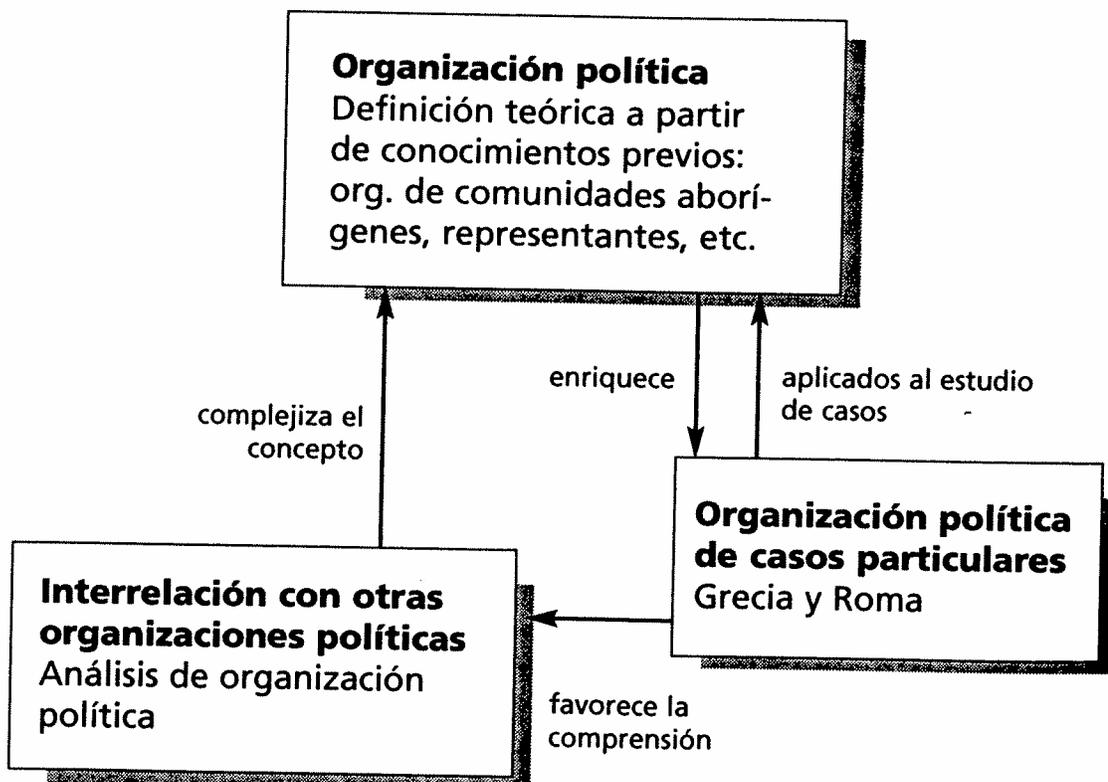 Organización política
Definición teórica a partir
de conocimientos previos:
org. de comunidades aborí-
genes, representantes, etc.
enriquece
aplicados al estudio
de casos
complejiza el
concepto
Organización política
de casos particulares
Grecia y Roma
Interrelación con otras
organizaciones políticas
Análisis de organización
política
favorece la
comprensión